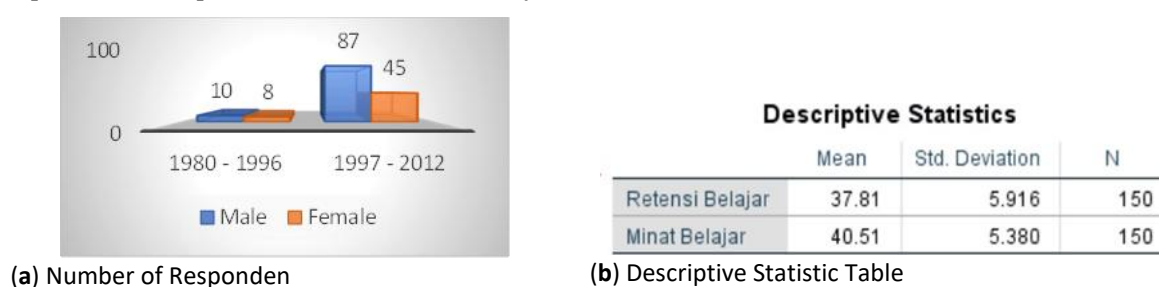 100
87
45
10 8
0
1980 - 1996 1997 - 2012
Male Female
(a) Number of Responden
Descriptive Statistics
Mean Std. Deviation N
Retensi Belajar 37.81 5.916 150
Minat Belajar 40.51 5.380 150
(b) Descriptive Statistic Table